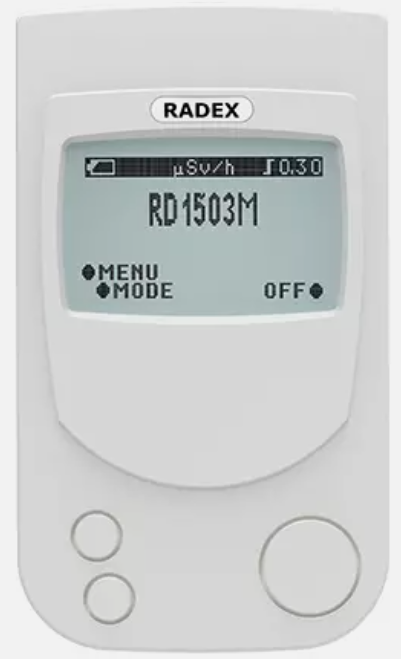 RADEX
µSv/h 0.30
RD1503M
MENU
MODE OFF